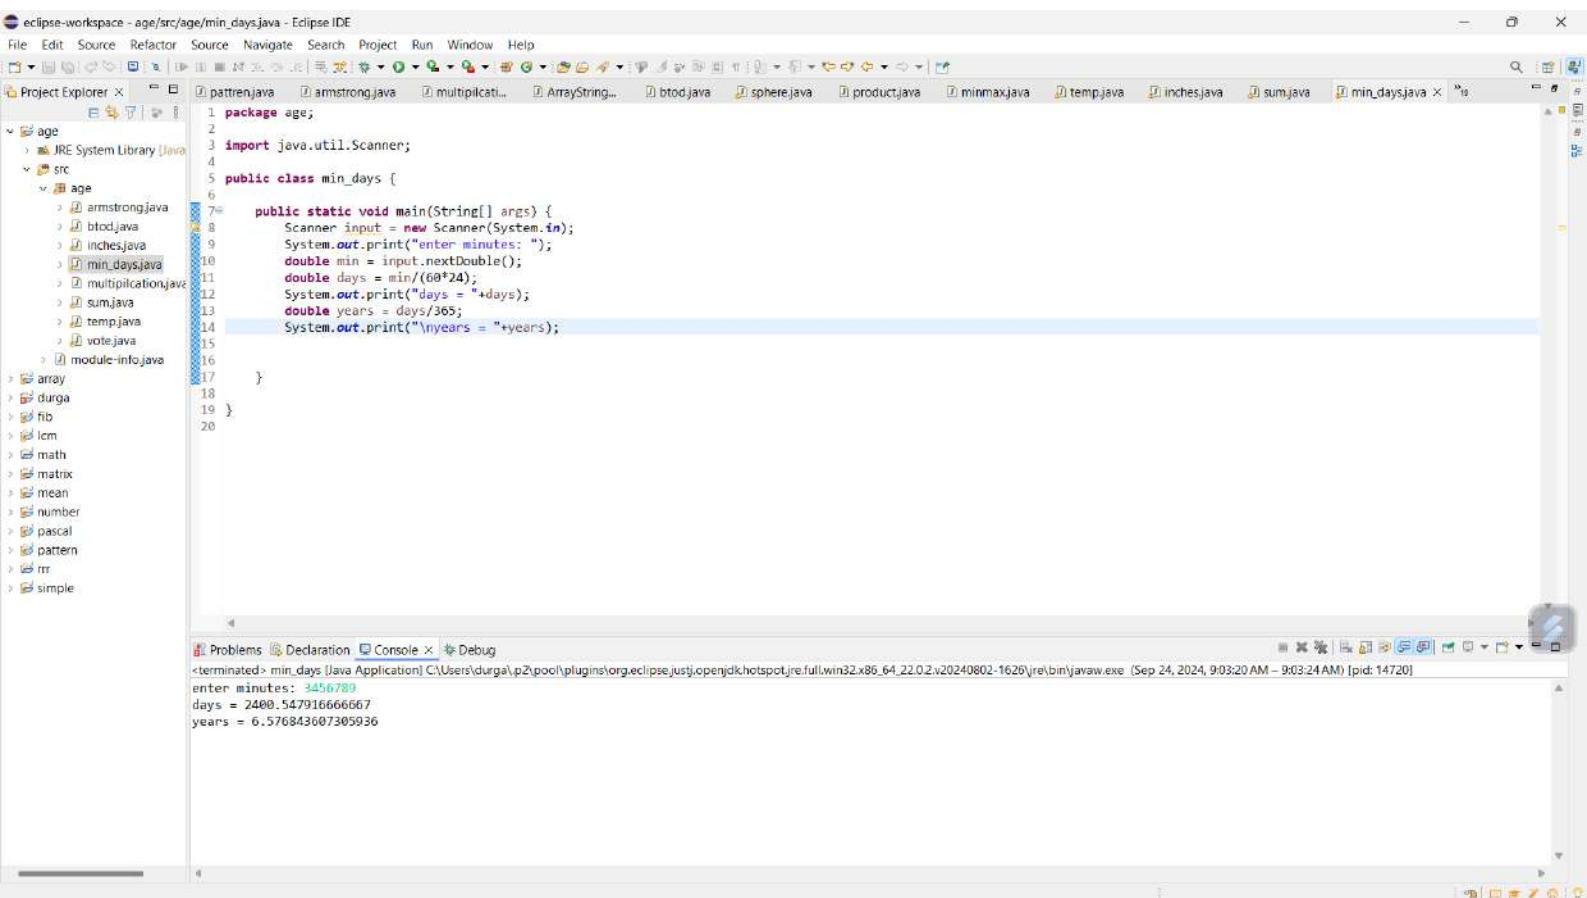 eclipse-workspace - age/src/age/min_days.java - Eclipse IDE
File Edit Source Refactor Source Navigate Search Project Run Window Help
Project Explorer
pattren.java armstrong.java multipilcati... ArrayString... btod.java sphere.java product.java minmax.java temp.java inches.java sum.java min_days.java
age
JRE System Library [Java
src
age
armstrong.java
btod.java
inches.java
min_days.java
multipilcation.java
sum.java
temp.java
vote.java
module-info.java
array
durga
fib
lcm
math
matrix
mean
number
pascal
pattern
rrr
simple
1 package age;
2
3 import java.util.Scanner;
4
5 public class min_days {
6
7 public static void main(String[] args) {
8 Scanner input = new Scanner(System.in);
9 System.out.print("enter minutes: ");
10 double min = input.nextDouble();
11 double days = min/(60*24);
12 System.out.print("days = "+days);
13 double years = days/365;
14 System.out.print("\nyears = "+years);
15
16
17 }
18
19 }
20
Problems Declaration Console Debug
<terminated> min_days [Java Application] C:\Users\durga\.p2\pool\plugins\org.eclipse.justj.openjdk.hotspot.jre.full.win32.x86_64_22.0.2.v20240802-1626\jre\bin\javaw.exe (Sep 24, 2024, 9:03:20 AM – 9:03:24 AM) [pid: 14720]
enter minutes: 3456789
days = 2400.547916666667
years = 6.576843607305936